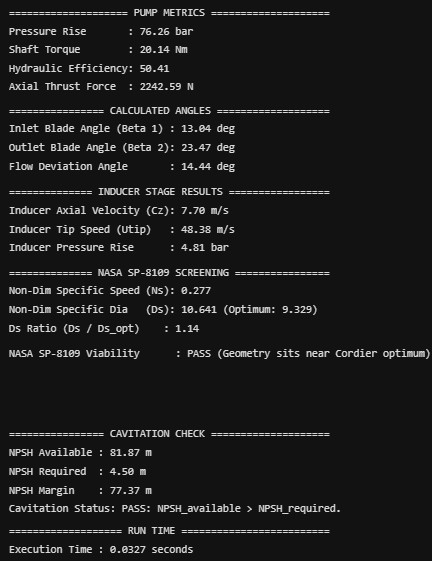 ==================== PUMP METRICS ====================
Pressure Rise       : 76.26 bar
Shaft Torque        : 20.14 Nm
Hydraulic Efficiency: 50.41
Axial Thrust Force  : 2242.59 N
================ CALCULATED ANGLES ===================
Inlet Blade Angle (Beta 1) : 13.04 deg
Outlet Blade Angle (Beta 2): 23.47 deg
Flow Deviation Angle       : 14.44 deg
============== INDUCER STAGE RESULTS =================
Inducer Axial Velocity (Cz): 7.70 m/s
Inducer Tip Speed (Utip)   : 48.38 m/s
Inducer Pressure Rise      : 4.81 bar
============== NASA SP-8109 SCREENING ================
Non-Dim Specific Speed (Ns): 0.277
Non-Dim Specific Dia   (Ds): 10.641 (Optimum: 9.329)
Ds Ratio (Ds / Ds_opt)    : 1.14
NASA SP-8109 Viability      : PASS (Geometry sits near Cordier optimum)
================ CAVITATION CHECK ====================
NPSH Available : 81.87 m
NPSH Required  : 4.50 m
NPSH Margin    : 77.37 m
Cavitation Status: PASS: NPSH_available > NPSH_required.
=================== RUN TIME =========================
Execution Time : 0.0327 seconds